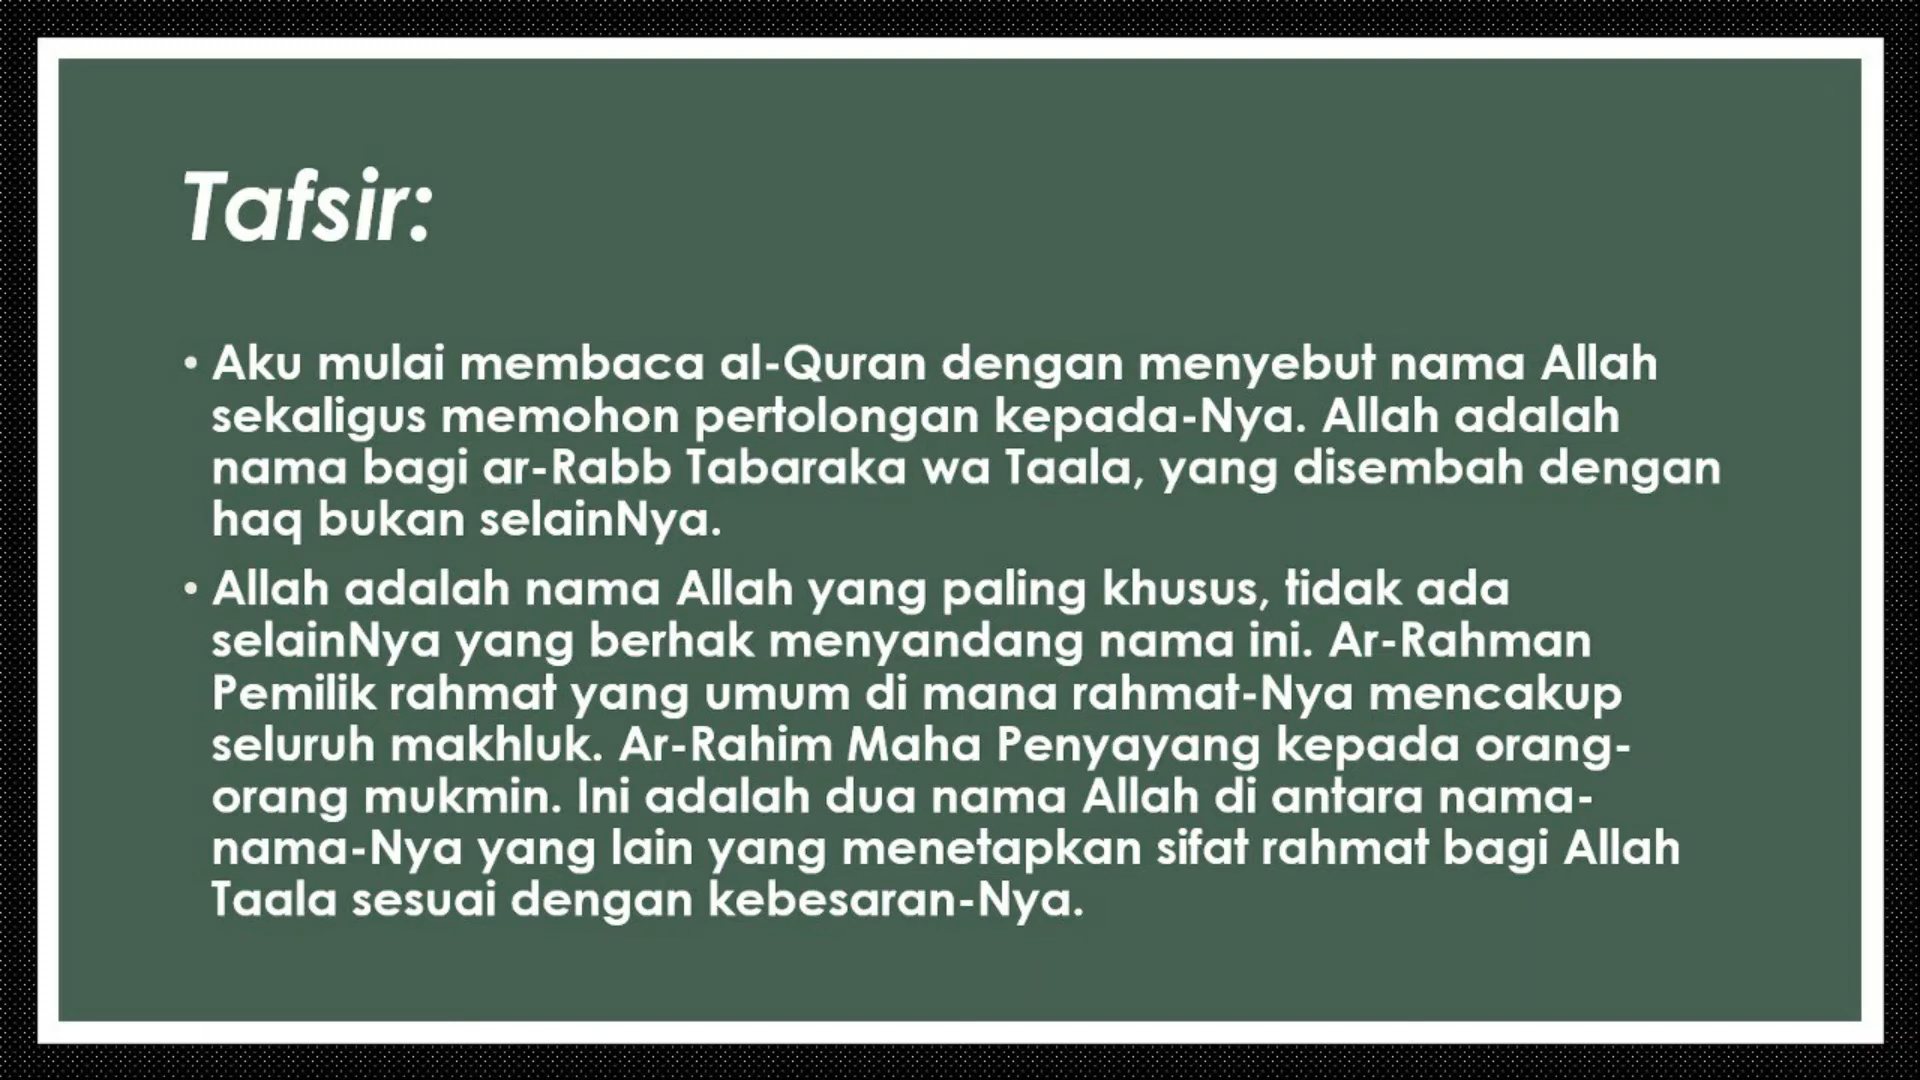 Tafsir:
• Aku mulai membaca al-Quran dengan menyebut nama Allah
sekaligus memohon pertolongan kepada-Nya. Allah adalah
nama bagi ar-Rabb Tabaraka wa Taala, yang disembah dengan
haq bukan selainNya.
• Allah adalah nama Allah yang paling khusus, tidak ada
selainNya yang berhak menyandang nama ini. Ar-Rahman
Pemilik rahmat yang umum di mana rahmat-Nya mencakup
seluruh makhluk. Ar-Rahim Maha Penyayang kepada orang-
orang mukmin. Ini adalah dua nama Allah di antara nama-
nama-Nya yang lain yang menetapkan sifat rahmat bagi Allah
Taala sesuai dengan kebesaran-Nya.